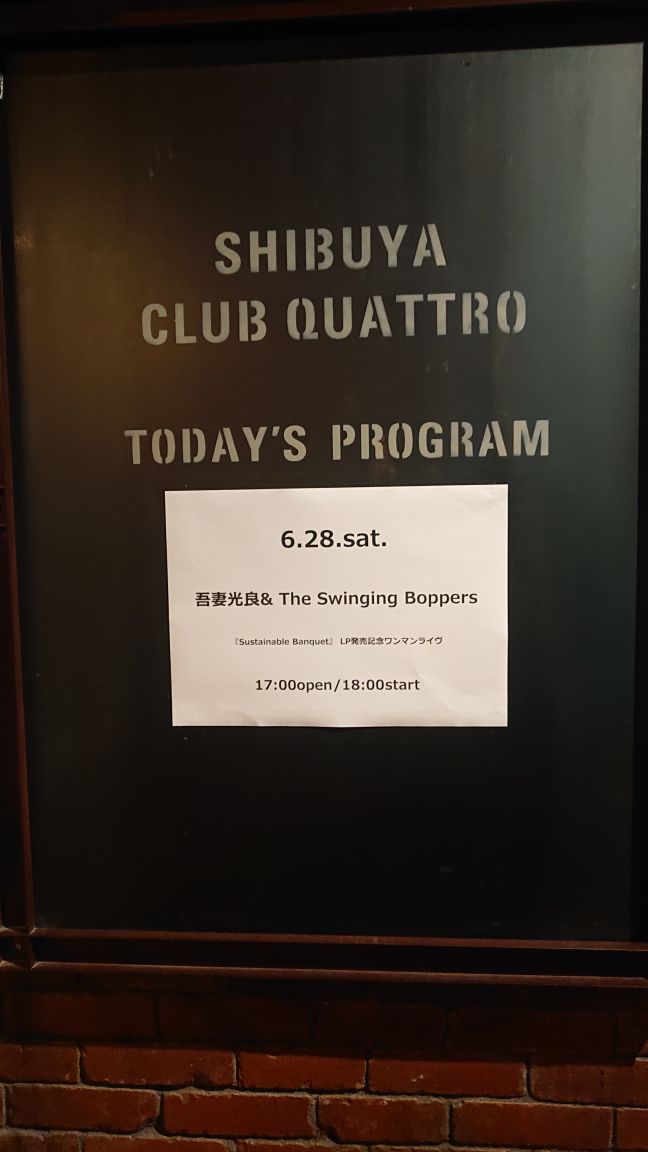 SHIBUYA
CLUB QUATTRO
TODAY'S PROGRAM
6.28.sat.
吾妻光良& The Swinging Boppers
『Sustainable Banquet』 LP発売記念ワンマンライヴ
17:00open/18:00start